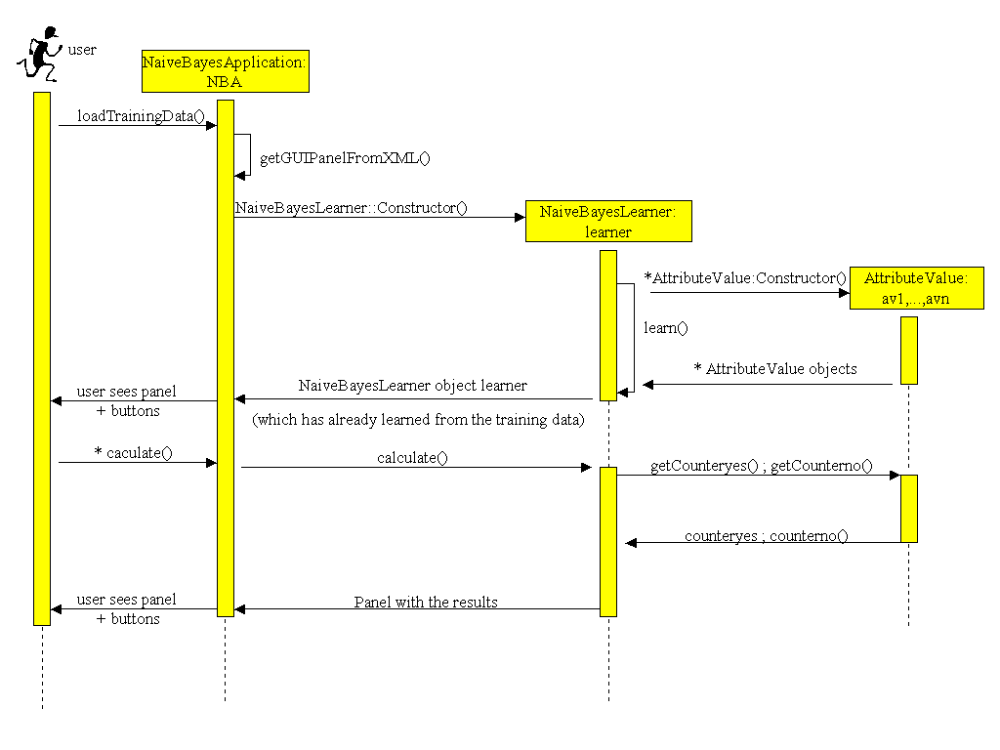 user
NaiveBayesApplication:
NBA
loadTrainingData()
getGUIPanelFromXML()
NaiveBayesLearner::Constructor()
NaiveBayesLearner:
learner
*AttributeValue:Constructor()
AttributeValue:
av1,...,avn
learn()
* AttributeValue objects
NaiveBayesLearner object learner
user sees panel
+ buttons
(which has already learned from the training data)
* caculate()
calculate()
getCounteryes() ; getCounterno()
counteryes ; counterno()
user sees panel
+ buttons
Panel with the results